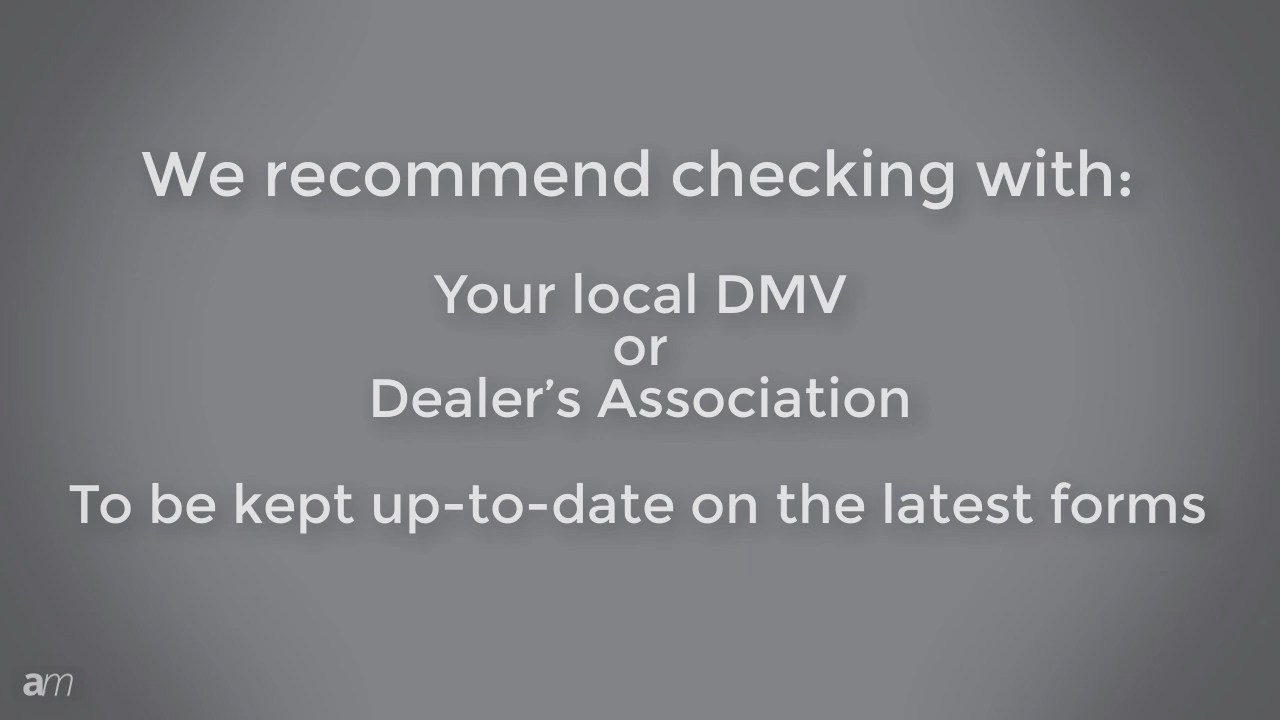 We recommend checking with:
Your local DMV
or
Dealer’s Association
To be kept up-to-date on the latest forms
am